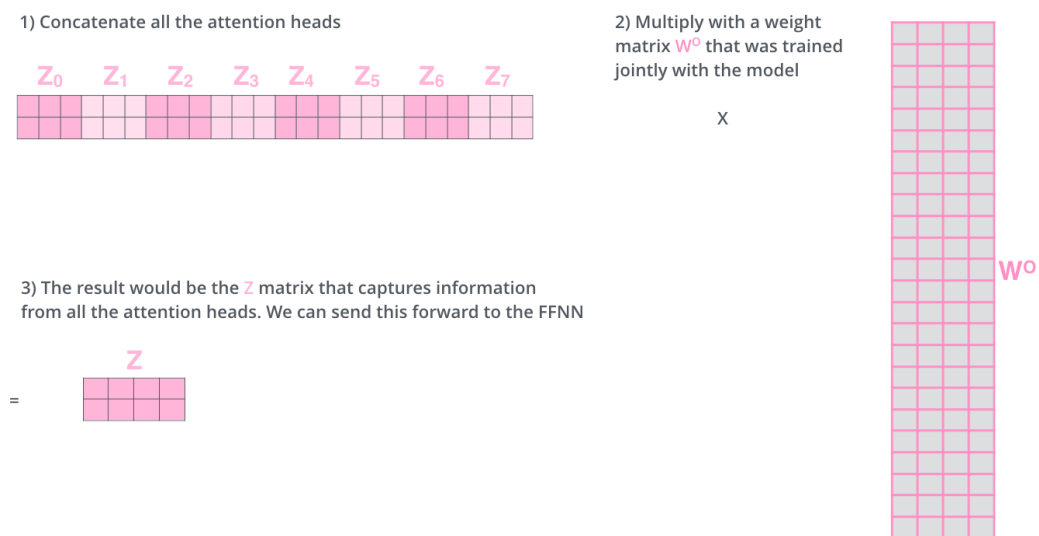 1) Concatenate all the attention heads
Z0 Z1 Z2 Z3 Z4 Z5 Z6 Z7
2) Multiply with a weight
matrix WO that was trained
jointly with the model
X
WO
3) The result would be the Z matrix that captures information
from all the attention heads. We can send this forward to the FFNN
Z
=